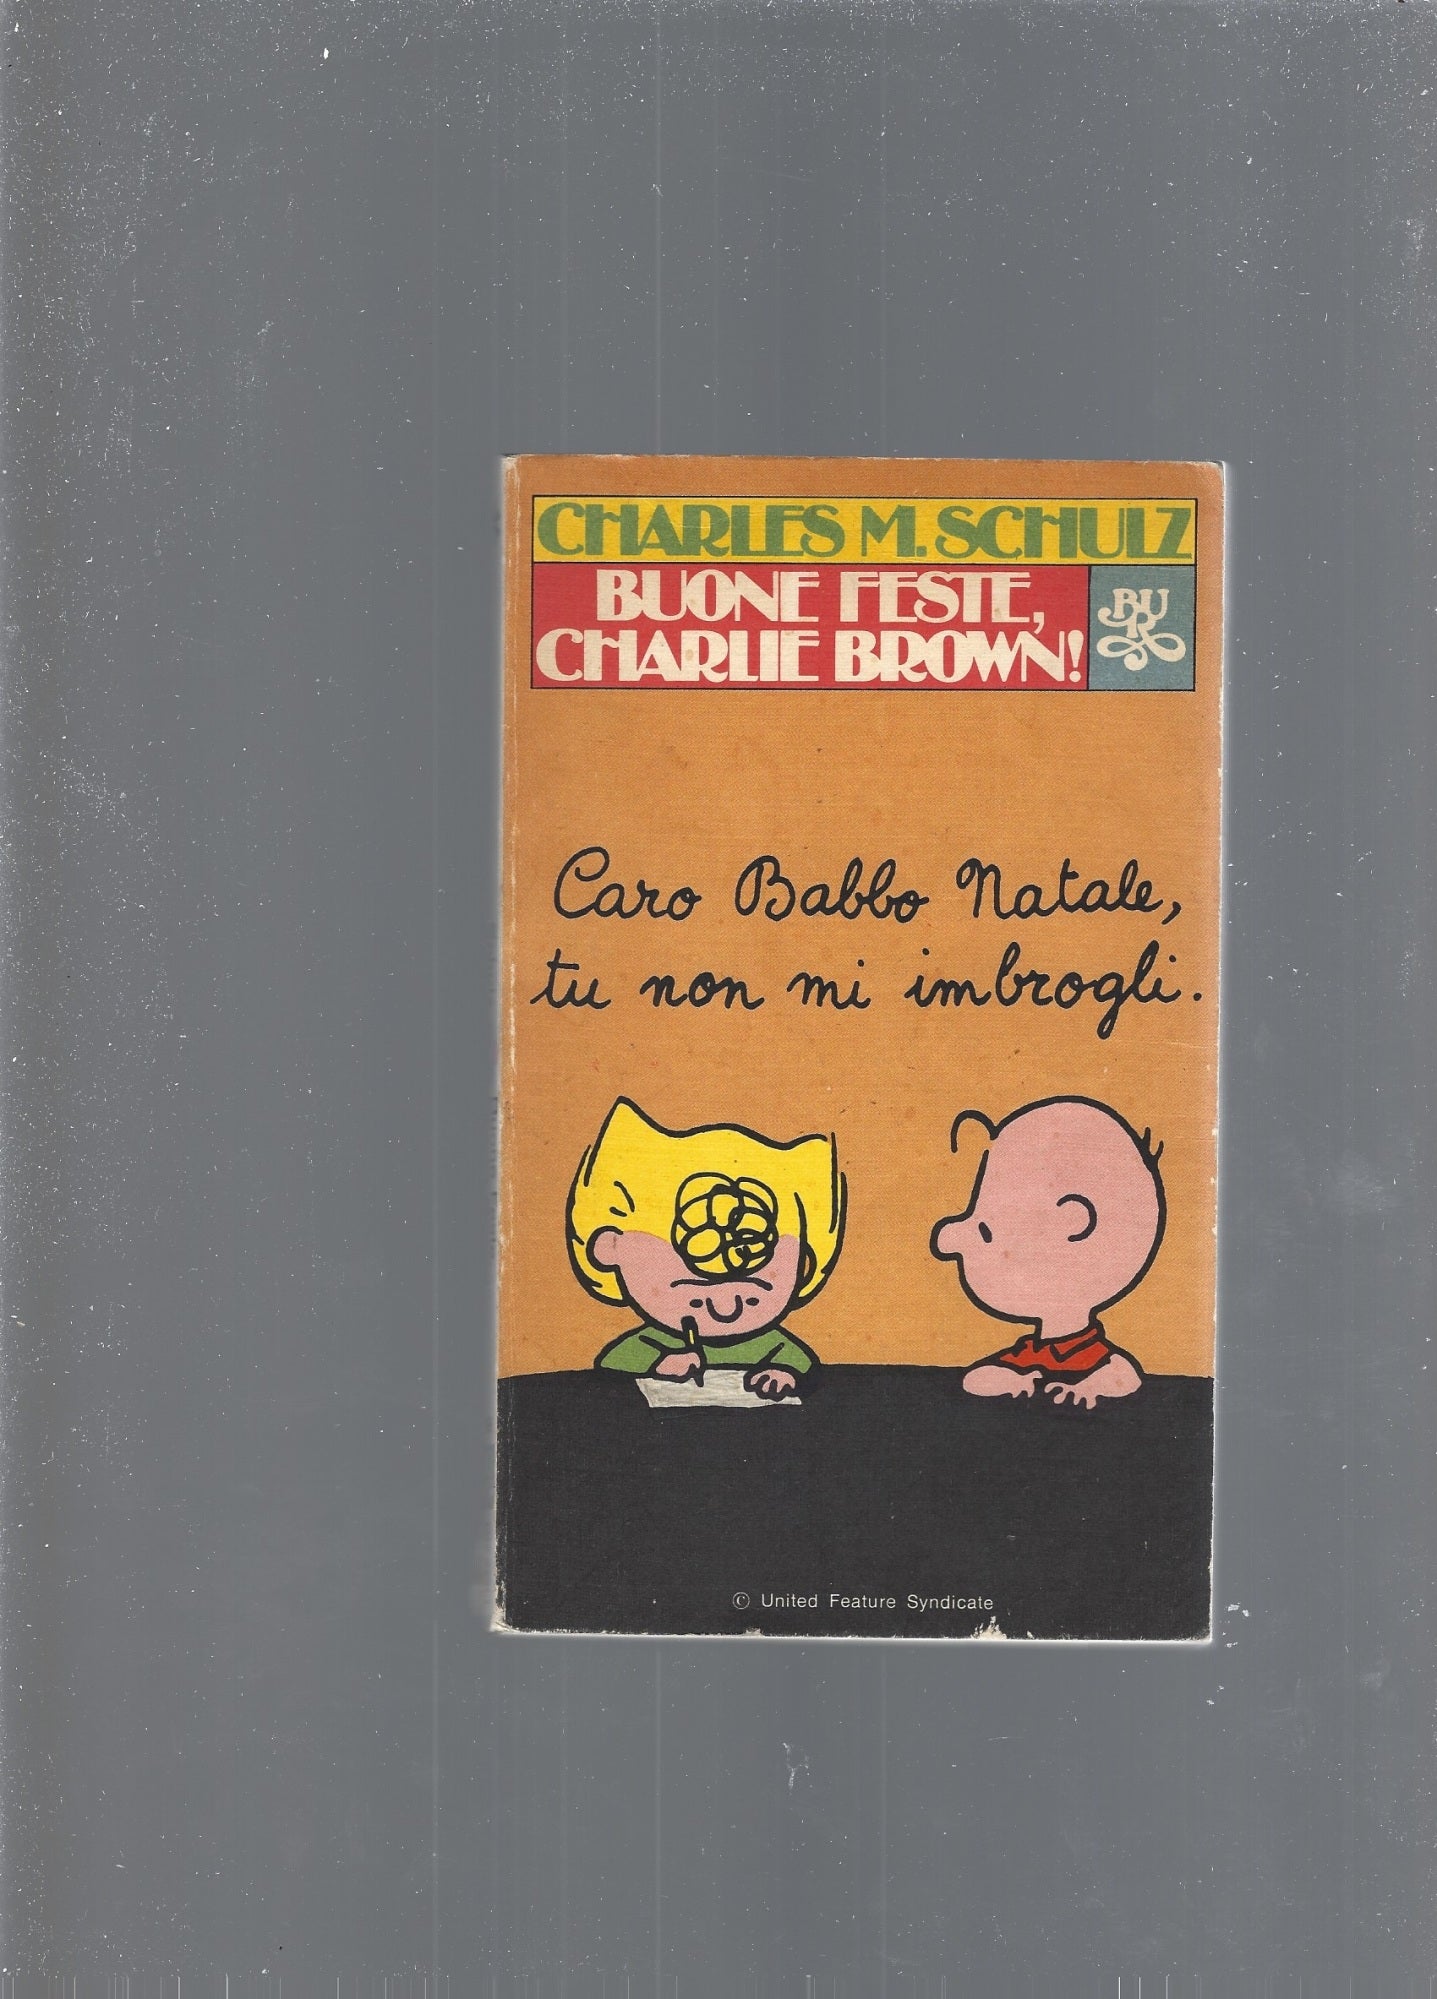 CHARLES M. SCHULZ
BUONE FESTE,
CHARLIE BROWN!
BUR
Caro Babbo Natale,
tu non mi imbrogli.
© United Feature Syndicate